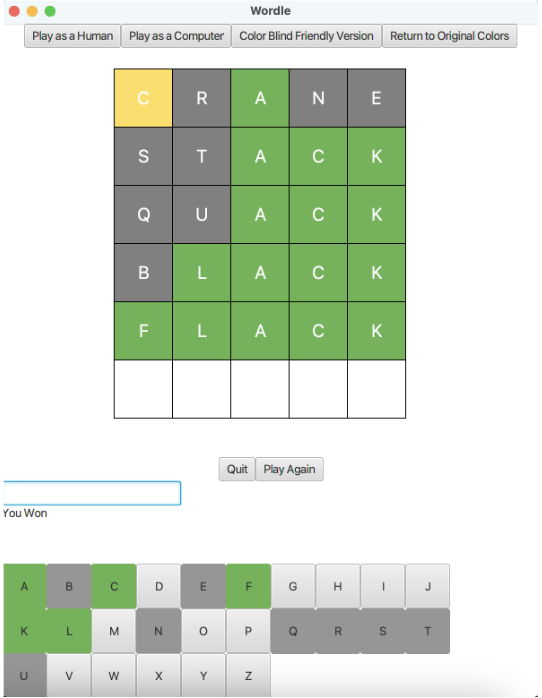 Wordle
Play as a Human Play as a Computer Color Blind Friendly Version Return to Original Colors
C R A N E
S T A C K
Q U A C K
B L A C K
F L A C K
Quit Play Again
You Won
A B C D E F G H I J
K L M N O P Q R S T
U V W X Y Z